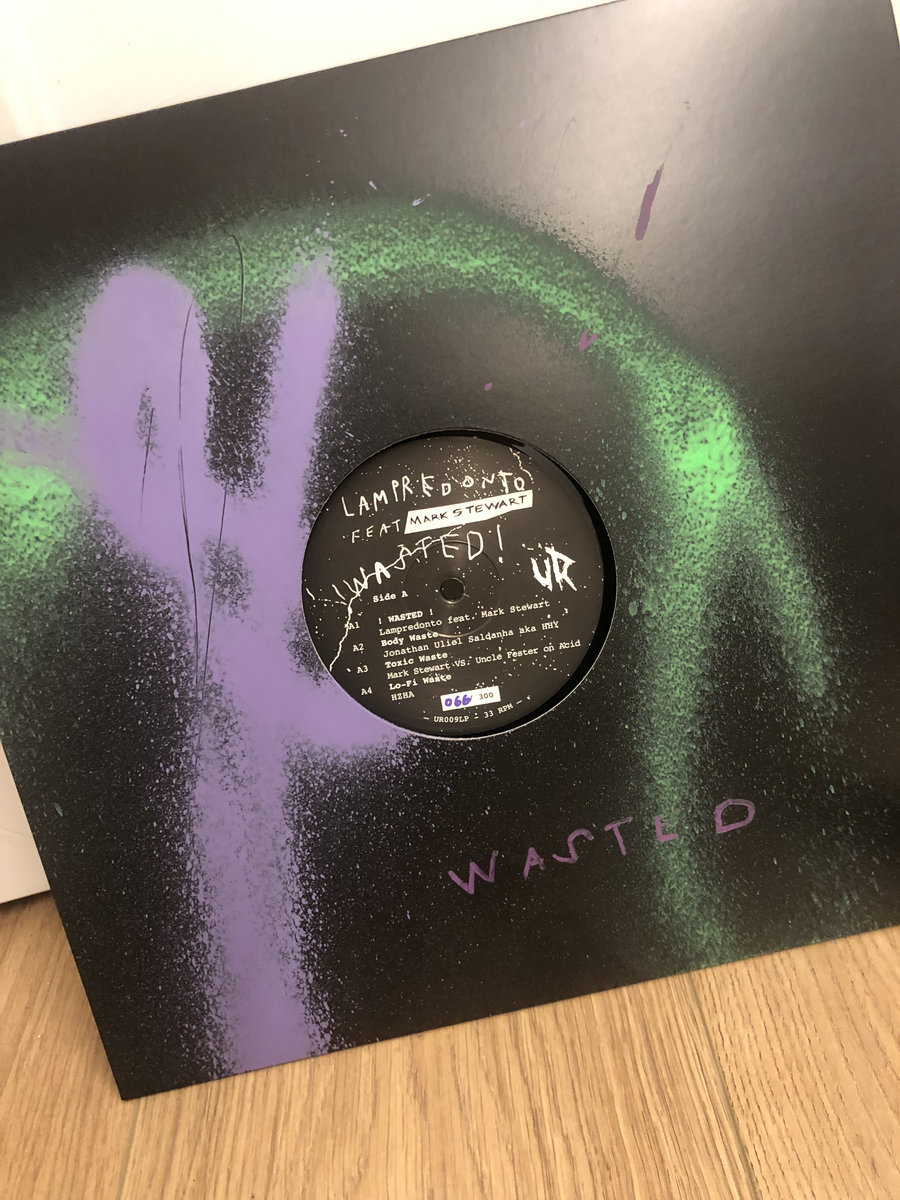 LAMPREDONTO
FEAT MARK STEWART
! WASTED!
UR
Side A
A1 ! WASTED !
Lampredonto feat. Mark Stewart
A2 Body Waste
Jonathan Uliel Saldanha aka HHY
A3 Toxic Waste
Mark Stewart VS. Uncle Fester on Acid
A4 Lo-Fi Waste
HZHA
066/ 300
— UR009LP - 33 RPM —
WASTED